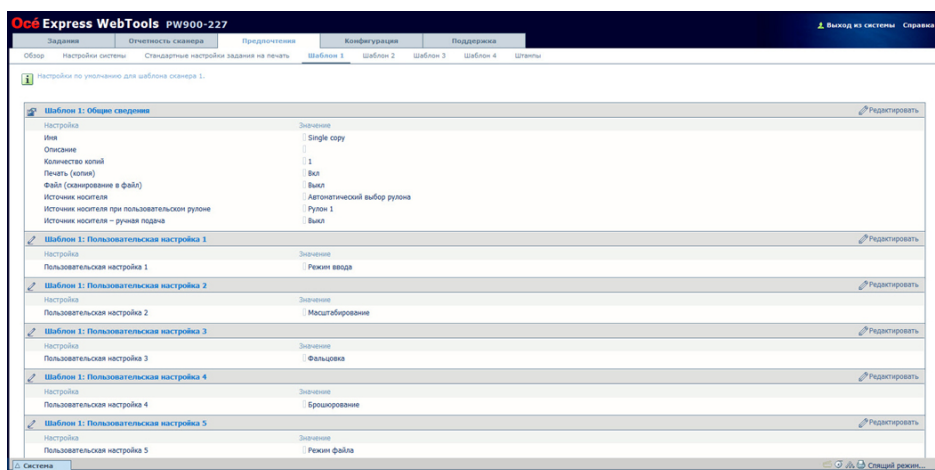 Océ Express WebTools PW900-227
Выход из системы Справка
Задания Отчетность сканера Предпочтения Конфигурация Поддержка
Обзор Настройки системы Стандартные настройки задания на печать Шаблон 1 Шаблон 2 Шаблон 3 Шаблон 4 Штампы
Настройки по умолчанию для шаблона сканера 1.
Шаблон 1: Общие сведения Редактировать
Настройка Значение
Имя Single copy
Описание
Количество копий 1
Печать (копия) Вкл
Файл (сканирование в файл) Выкл
Источник носителя Автоматический выбор рулона
Источник носителя при пользовательском рулоне Рулон 1
Источник носителя – ручная подача Выкл
Шаблон 1: Пользовательская настройка 1 Редактировать
Настройка Значение
Пользовательская настройка 1 Режим ввода
Шаблон 1: Пользовательская настройка 2 Редактировать
Настройка Значение
Пользовательская настройка 2 Масштабирование
Шаблон 1: Пользовательская настройка 3 Редактировать
Настройка Значение
Пользовательская настройка 3 Фальцовка
Шаблон 1: Пользовательская настройка 4 Редактировать
Настройка Значение
Пользовательская настройка 4 Брошюрование
Шаблон 1: Пользовательская настройка 5 Редактировать
Настройка Значение
Пользовательская настройка 5 Режим файла
Система Спящий режим...